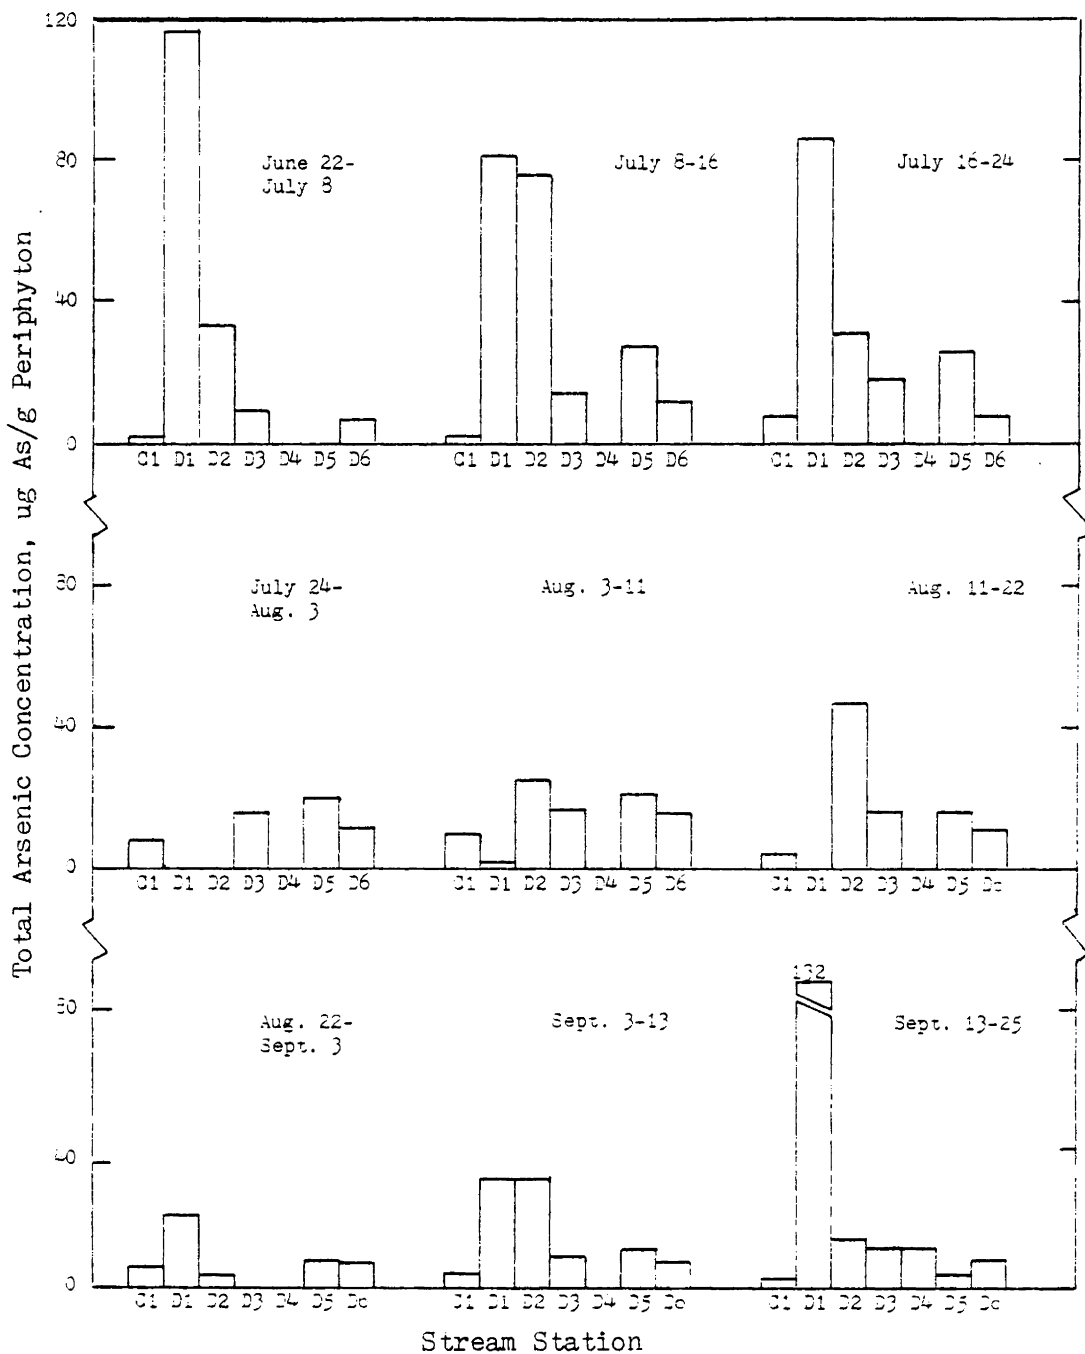 120
80
40
0
June 22-
July 8
July 8-16
July 16-24
C1 D1 D2 D3 D4 D5 D6
C1 D1 D2 D3 D4 D5 D6
C1 D1 D2 D3 D4 D5 D6
Total Arsenic Concentration, ug As/g Periphyton
80
40
0
July 24-
Aug. 3
Aug. 3-11
Aug. 11-22
C1 D1 D2 D3 D4 D5 D6
C1 D1 D2 D3 D4 D5 D6
C1 D1 D2 D3 D4 D5 D6
80
40
0
Aug. 22-
Sept. 3
Sept. 3-13
132
Sept. 13-25
C1 D1 D2 D3 D4 D5 D6
C1 D1 D2 D3 D4 D5 D6
C1 D1 D2 D3 D4 D5 D6
Stream Station